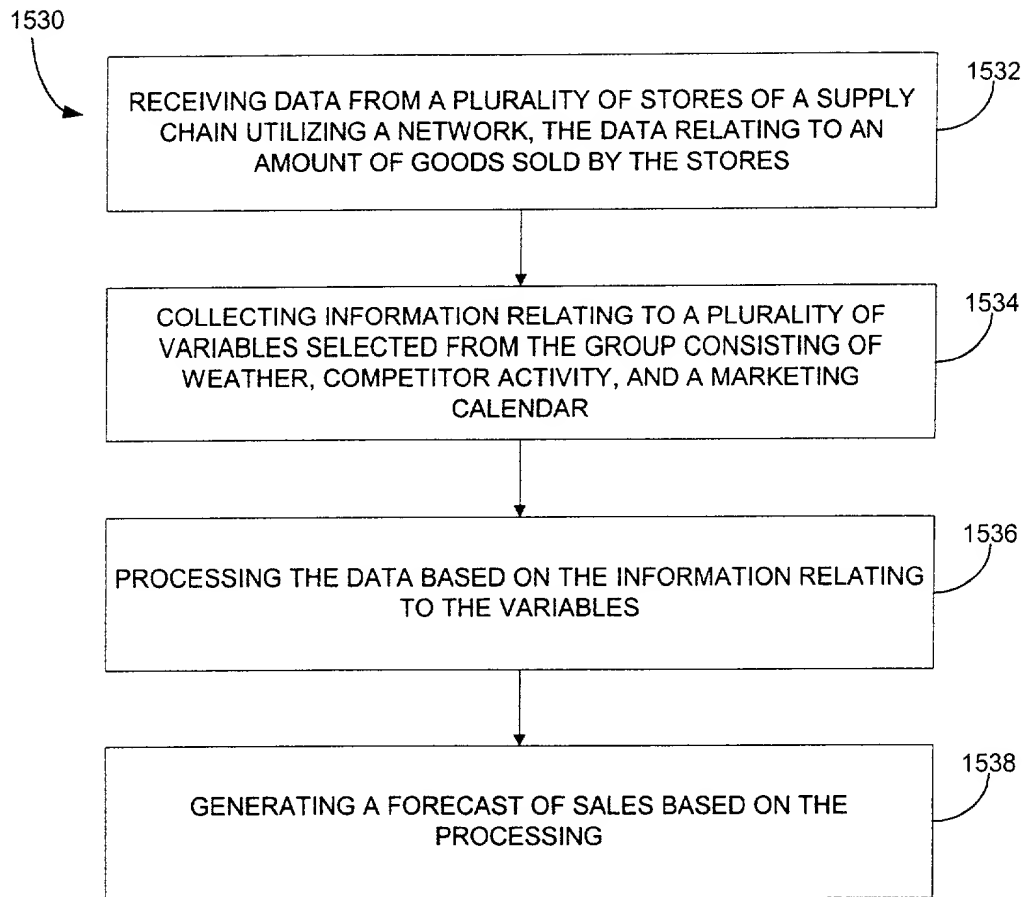 1530
1532
RECEIVING DATA FROM A PLURALITY OF STORES OF A SUPPLY
CHAIN UTILIZING A NETWORK, THE DATA RELATING TO AN
AMOUNT OF GOODS SOLD BY THE STORES
1534
COLLECTING INFORMATION RELATING TO A PLURALITY OF
VARIABLES SELECTED FROM THE GROUP CONSISTING OF
WEATHER, COMPETITOR ACTIVITY, AND A MARKETING
CALENDAR
1536
PROCESSING THE DATA BASED ON THE INFORMATION RELATING
TO THE VARIABLES
1538
GENERATING A FORECAST OF SALES BASED ON THE
PROCESSING